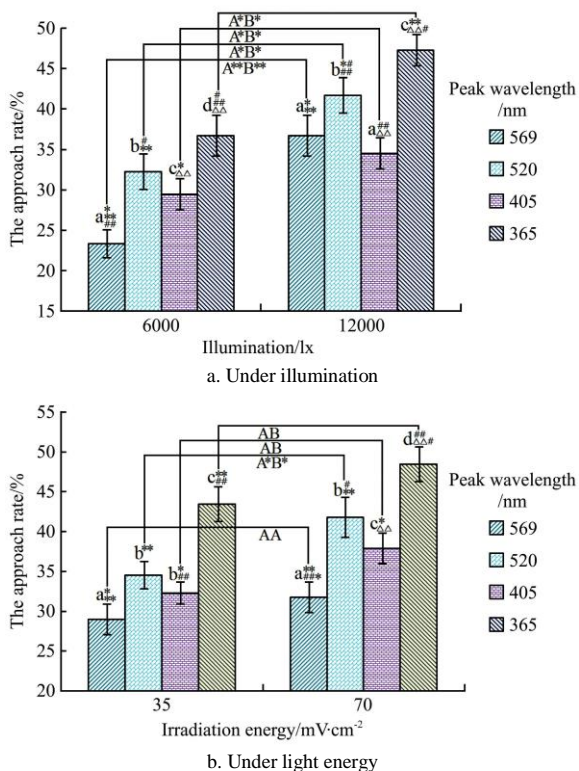 A*B*
A*B*
A*B*
A**B**
The approach rate/%
50
45
40
35
30
25
20
15
a*
**
##
b#
**
c*
△△
d#
##
△△
a*
**
b*
##
##
a##
△△
c**
△△#
6000
12000
Illumination/lx
Peak wavelength
/nm
569
520
405
365
a. Under illumination
AB
AB
A*B*
AA
The approach rate/%
55
50
45
40
35
30
25
20
a*
**
b**
b*
##
c**
##
a**
##*
b#
**
c*
△△
d##
△△#
35
70
Irradiation energy/mV·cm-2
Peak wavelength
/nm
569
520
405
365
b. Under light energy